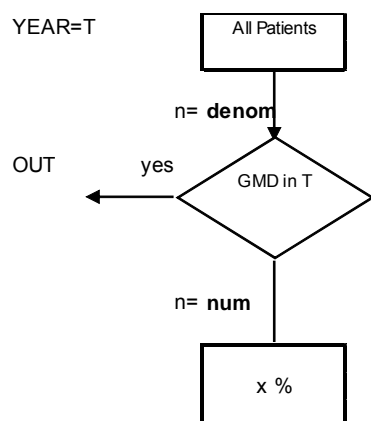 YEAR=T
All Patients
n= denom
OUT
yes
GMD in T
n= num
x %